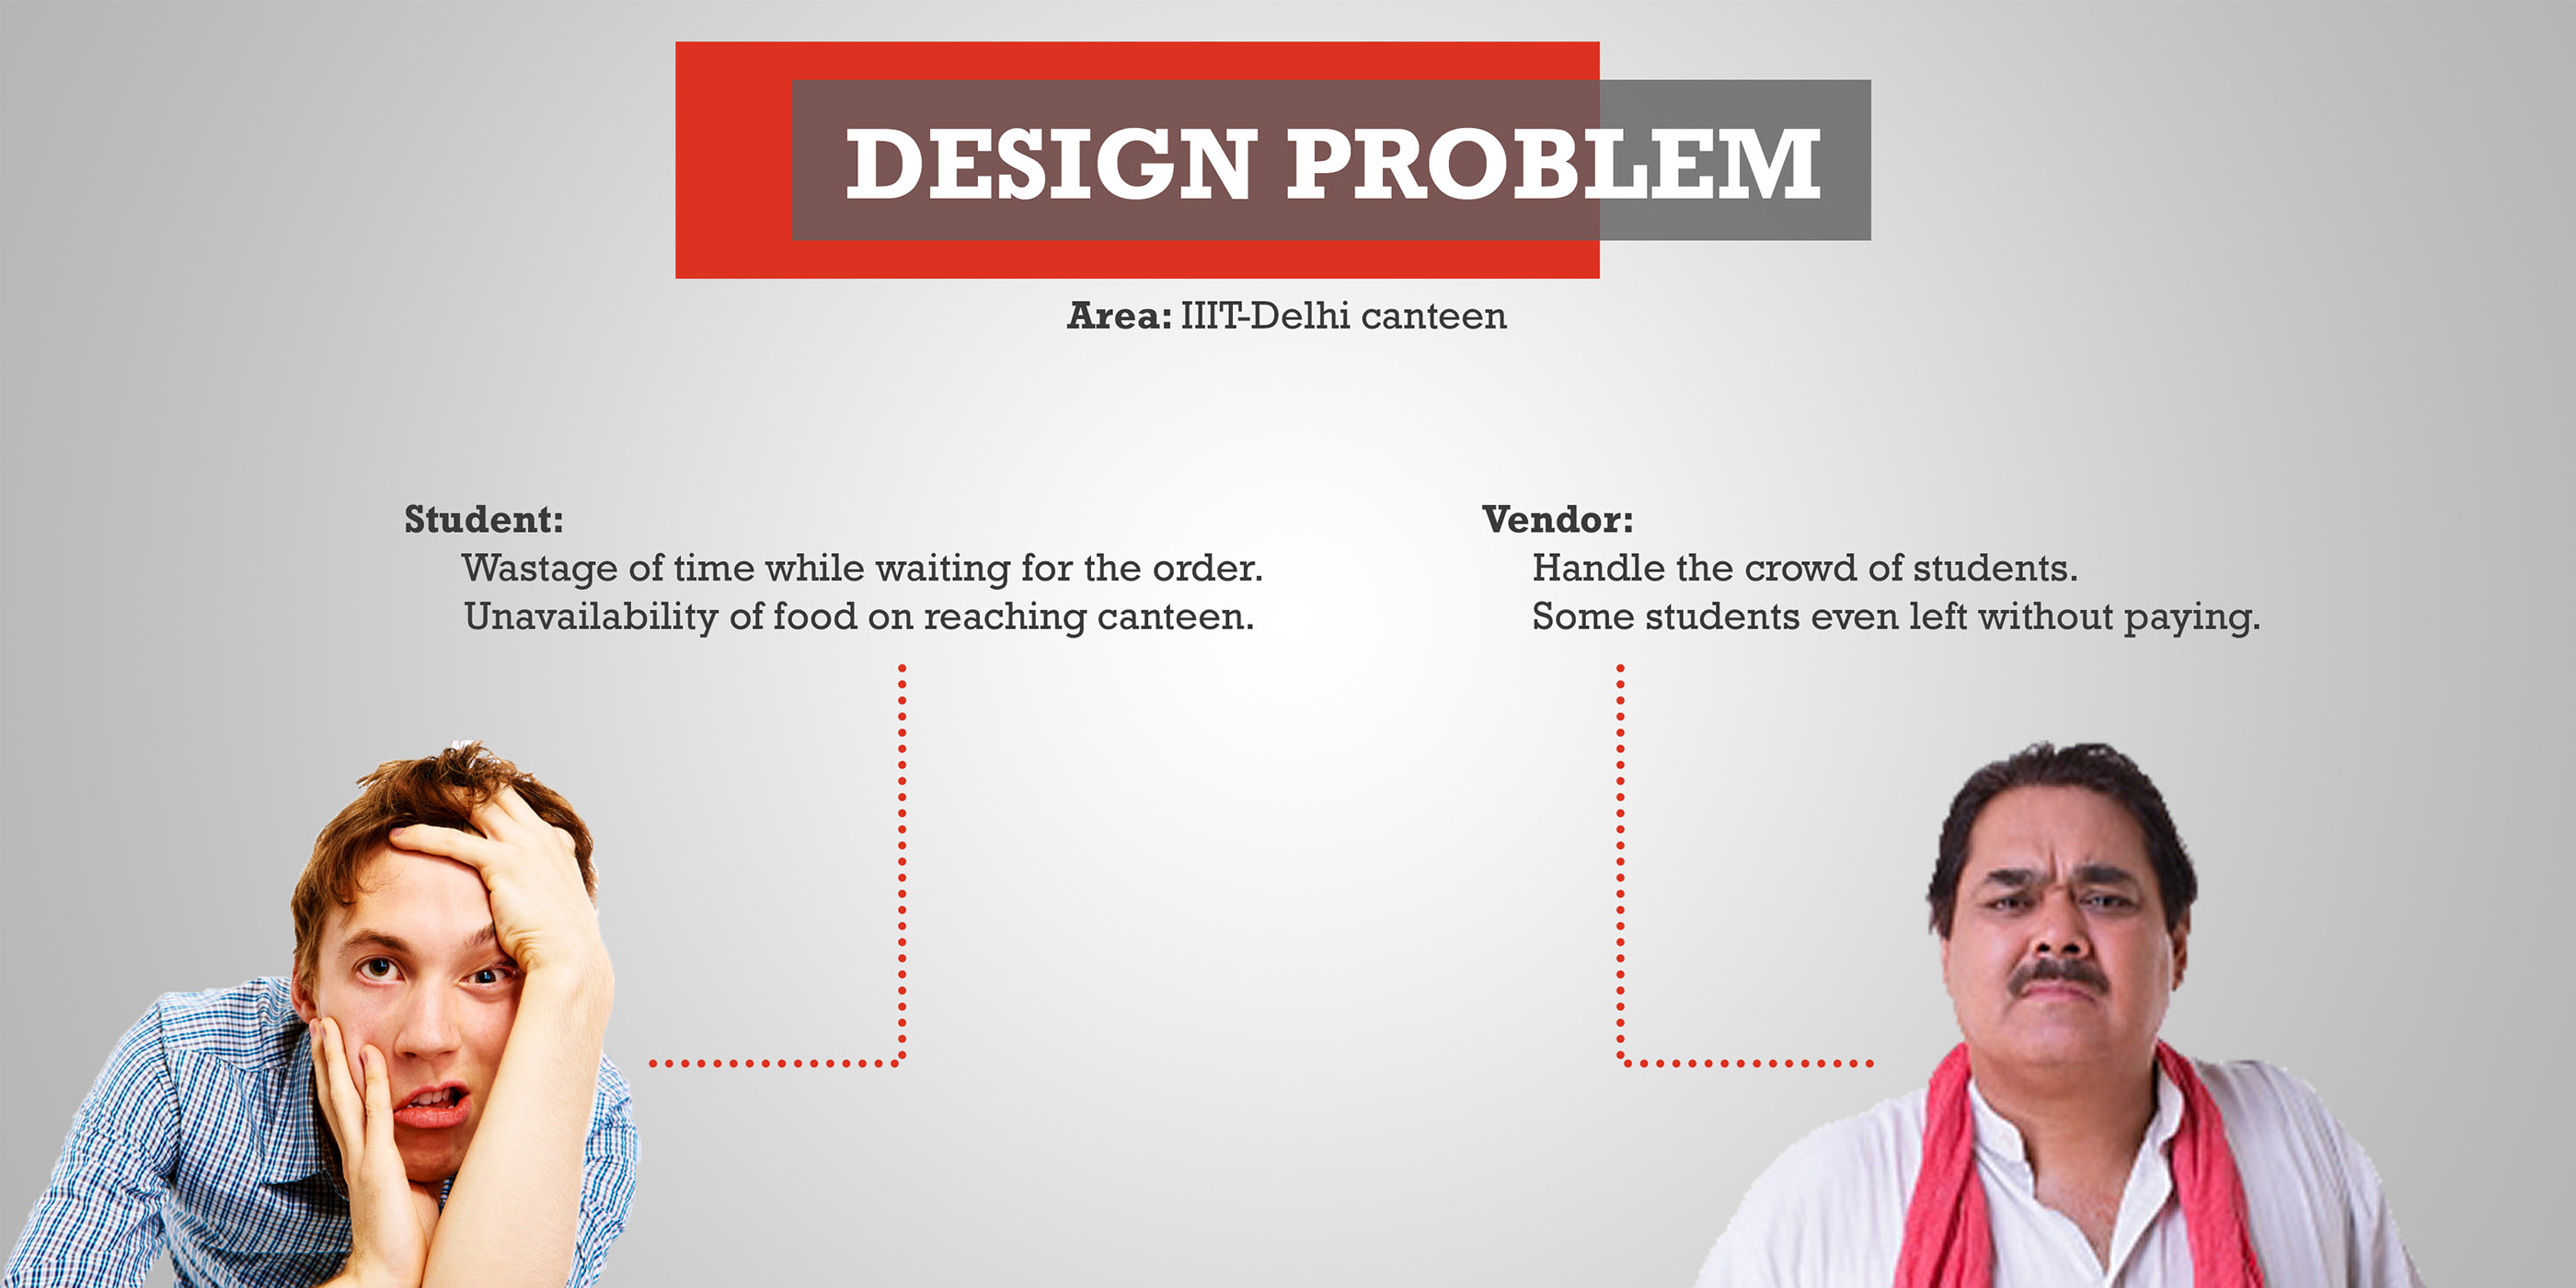 DESIGN PROBLEM
Area: IIIT-Delhi canteen
Student:
Wastage of time while waiting for the order.
Unavailability of food on reaching canteen.
Vendor:
Handle the crowd of students.
Some students even left without paying.